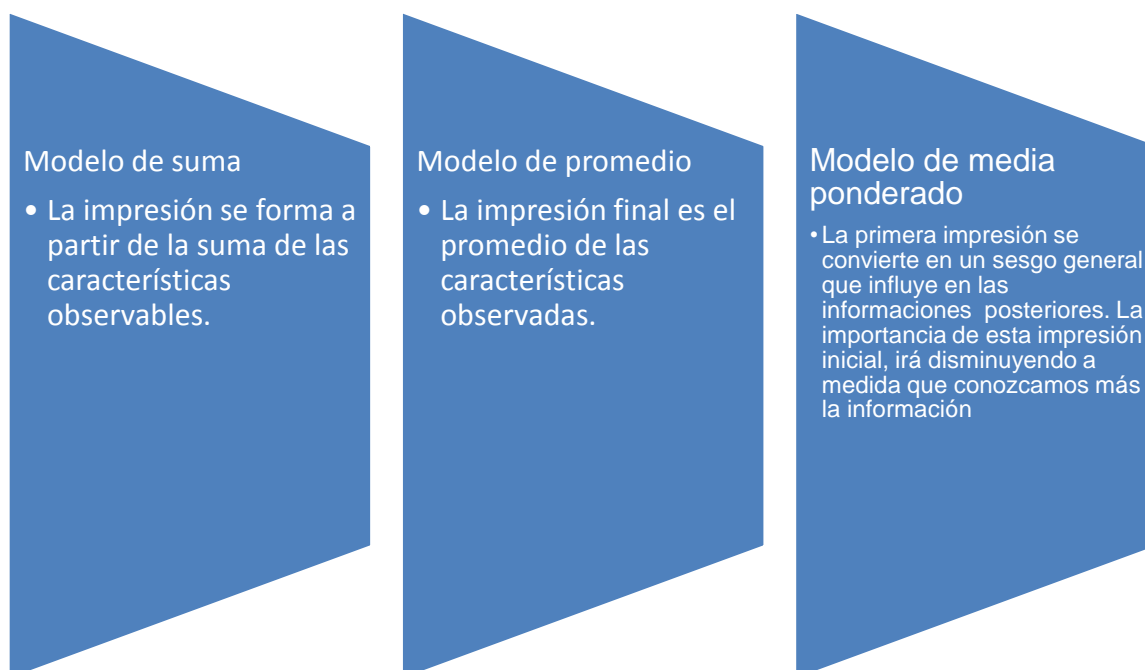 Modelo de suma
• La impresión se forma a
partir de la suma de las
características
observables.
Modelo de promedio
• La impresión final es el
promedio de las
características
observadas.
Modelo de media
ponderado
• La primera impresión se
convierte en un sesgo general
que influye en las
informaciones posteriores. La
importancia de esta impresión
inicial, irá disminuyendo a
medida que conozcamos más
la información